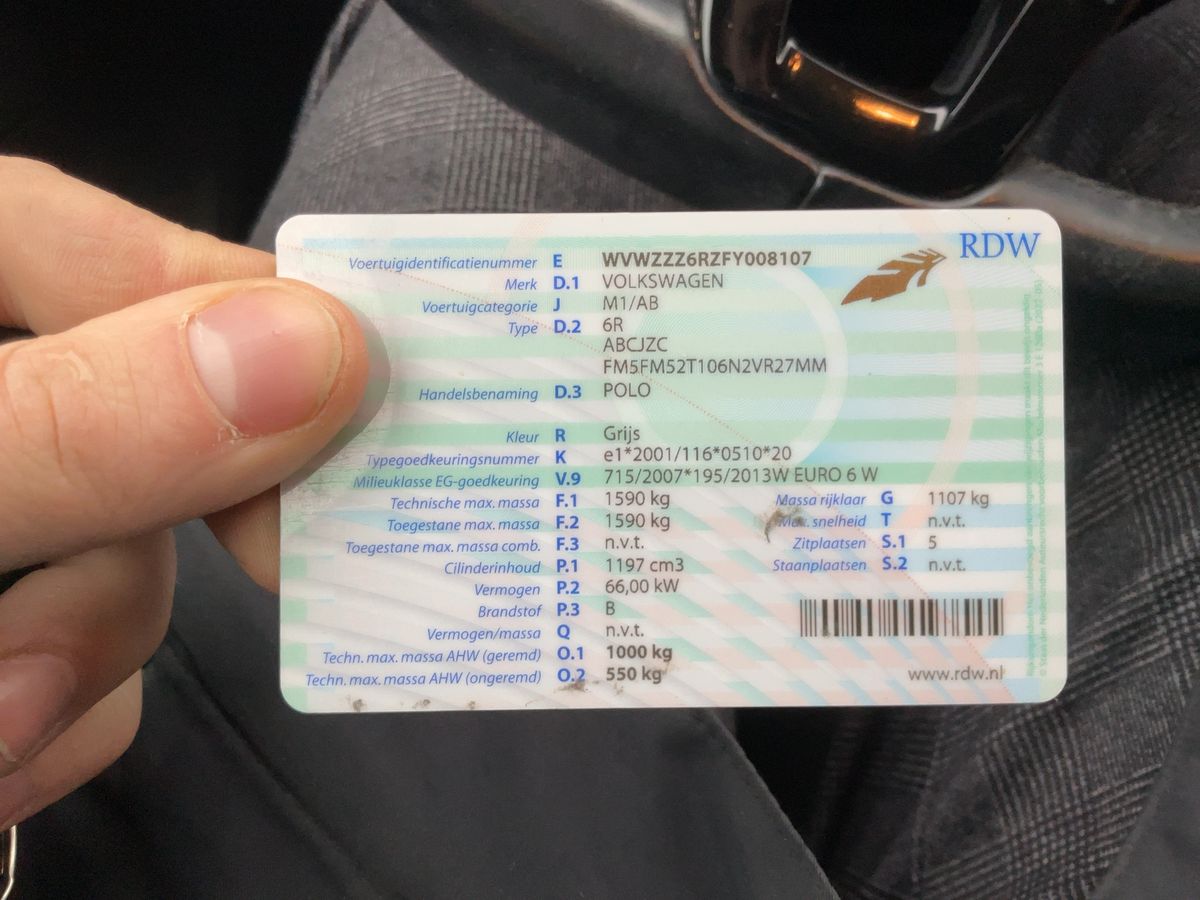 RDW
Voertuigidentificatienummer E WVWZZZ6RZFY008107
Merk D.1 VOLKSWAGEN
Voertuigcategorie J M1/AB
Type D.2 6R
ABCJZC
FM5FM52T106N2VR27MM
Handelsbenaming D.3 POLO
Kleur R Grijs
Typegoedkeuringsnummer K e1*2001/116*0510*20
Milieuklasse EG-goedkeuring V.9 715/2007*195/2013W EURO 6 W
Technische max. massa F.1 1590 kg Massa rijklaar G 1107 kg
Toegestane max. massa F.2 1590 kg Max. snelheid T n.v.t.
Toegestane max. massa comb. F.3 n.v.t. Zitplaatsen S.1 5
Cilinderinhoud P.1 1197 cm3 Staanplaatsen S.2 n.v.t.
Vermogen P.2 66,00 kW
Brandstof P.3 B
Vermogen/massa Q n.v.t.
Techn. max. massa AHW (geremd) O.1 1000 kg
Techn. max. massa AHW (ongeremd) O.2 550 kg
www.rdw.nl